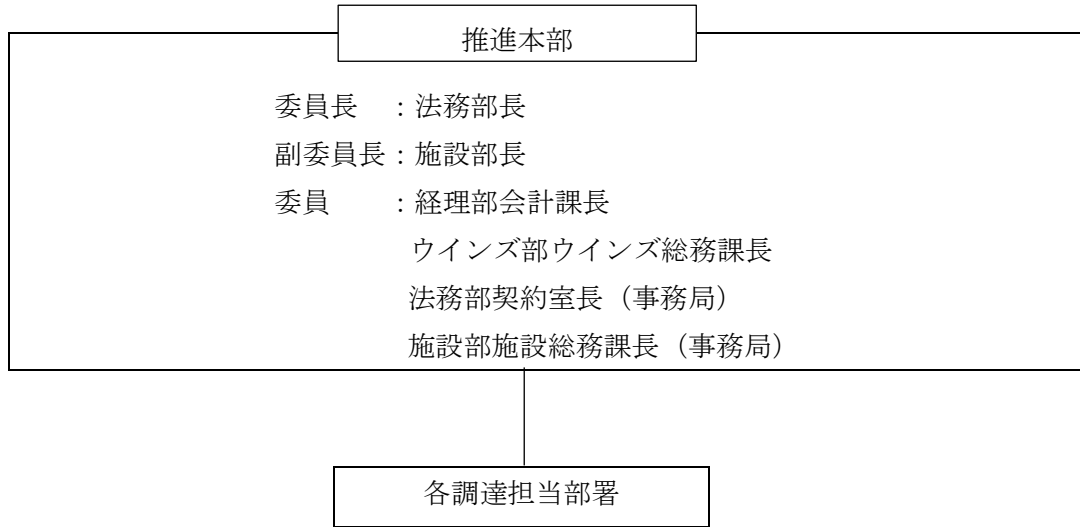 推進本部
委員長　：法務部長
副委員長：施設部長
委員　　：経理部会計課長
ウインズ部ウインズ総務課長
法務部契約室長（事務局）
施設部施設総務課長（事務局）
各調達担当部署